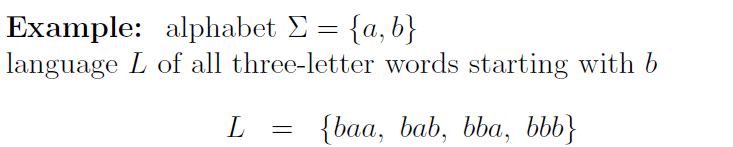 Example: alphabet Σ = {a, b}
language L of all three-letter words starting with b
L = {baa, bab, bba, bbb}